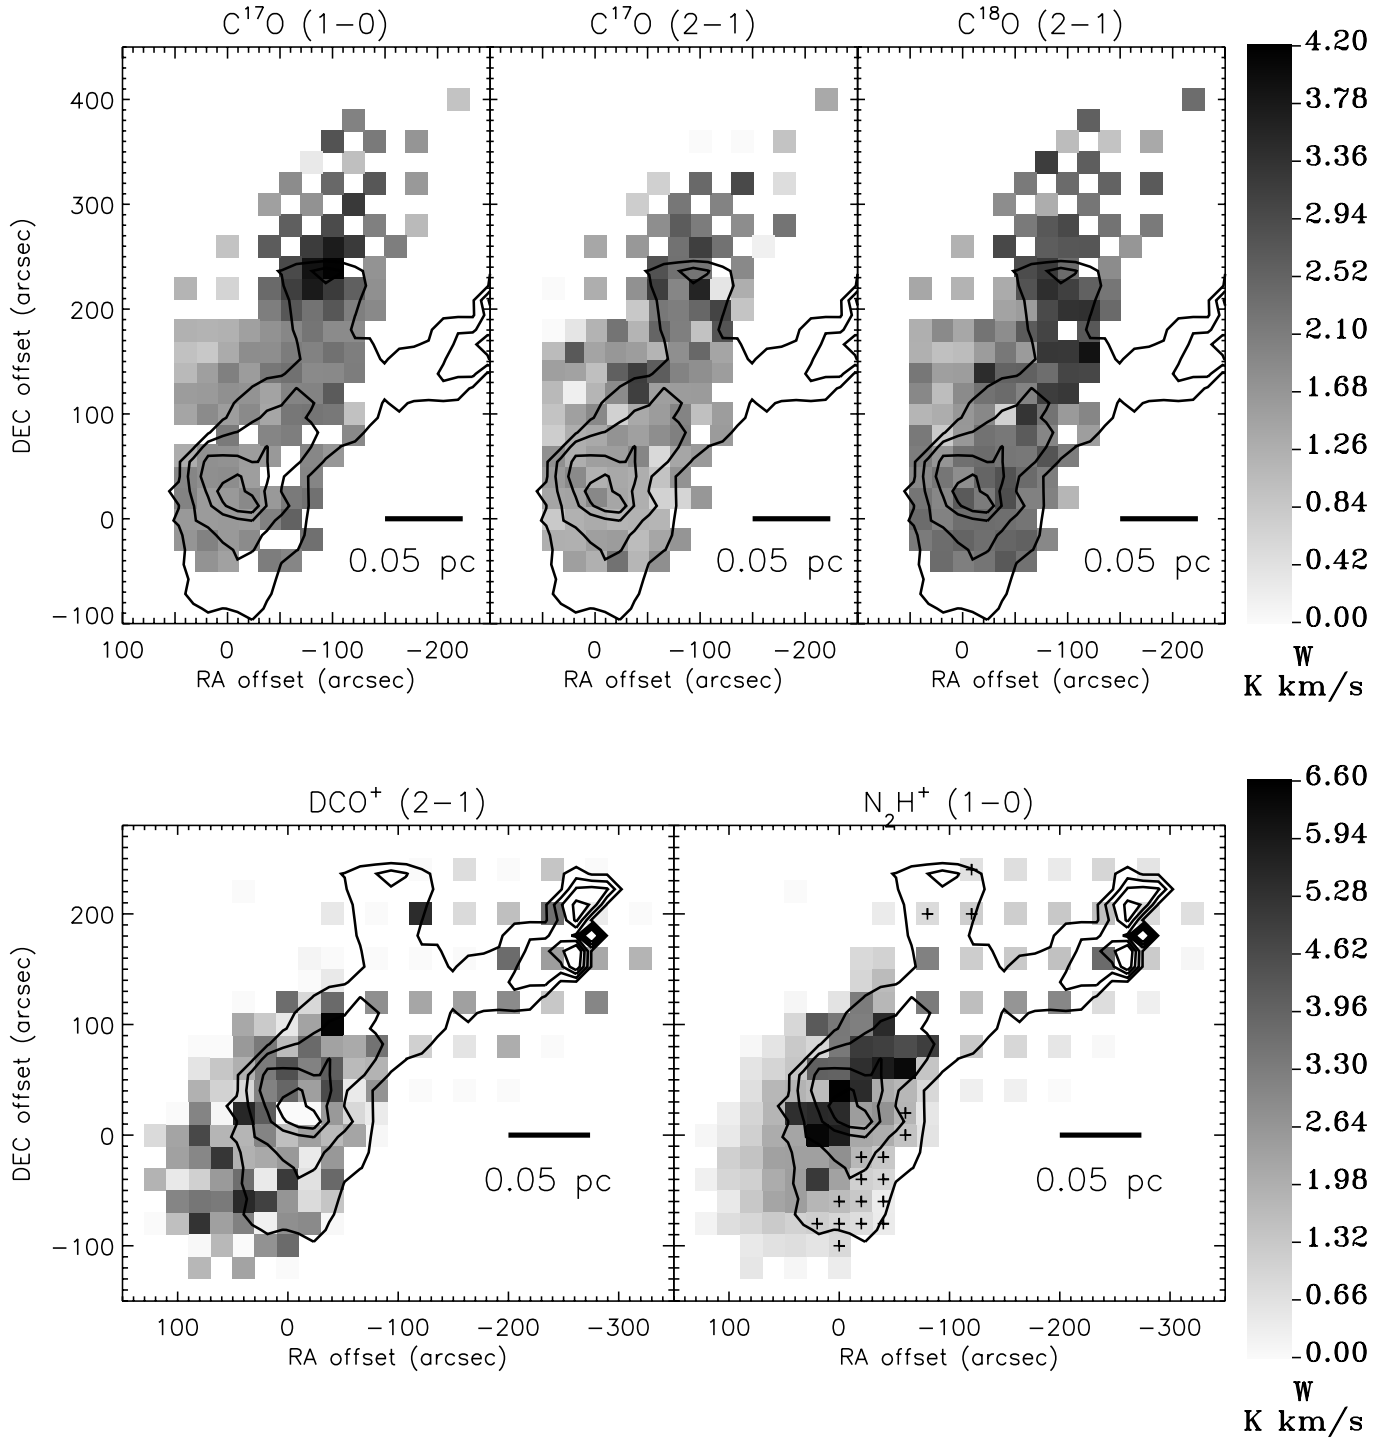 C¹⁷O (1−0)
C¹⁷O (2−1)
C¹⁸O (2−1)
DEC offset (arcsec)
400
300
200
100
0
−100
0.05 pc
0.05 pc
0.05 pc
100 0 −100 −200
0 −100 −200
0 −100 −200
RA offset (arcsec)
RA offset (arcsec)
RA offset (arcsec)
4.20
3.78
3.36
2.94
2.52
2.10
1.68
1.26
0.84
0.42
0.00
W
K km/s
DCO⁺ (2−1)
N₂H⁺ (1−0)
DEC offset (arcsec)
200
100
0
−100
0.05 pc
0.05 pc
100 0 −100 −200 −300
100 0 −100 −200 −300
RA offset (arcsec)
RA offset (arcsec)
6.60
5.94
5.28
4.62
3.96
3.30
2.64
1.98
1.32
0.66
0.00
W
K km/s